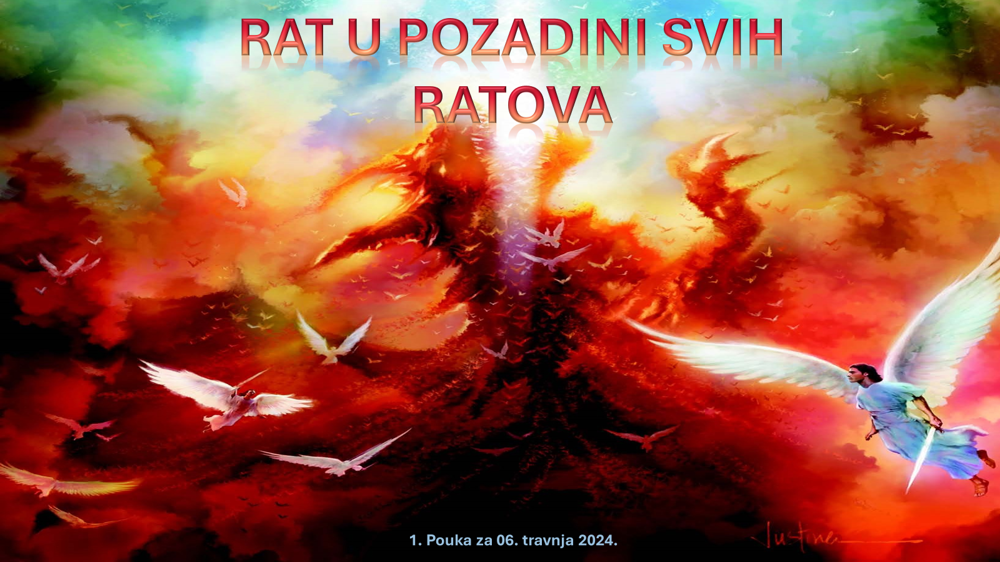 RAT U POZADINI SVIH
RATOVA
1. Pouka za 06. travnja 2024.